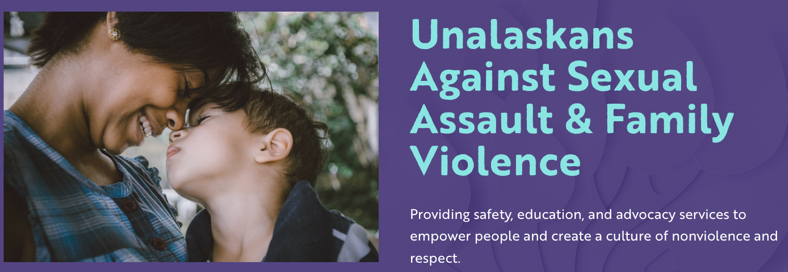 Unalaskans
Against Sexual
Assault & Family
Violence
Providing safety, education, and advocacy services to
empower people and create a culture of nonviolence and
respect.